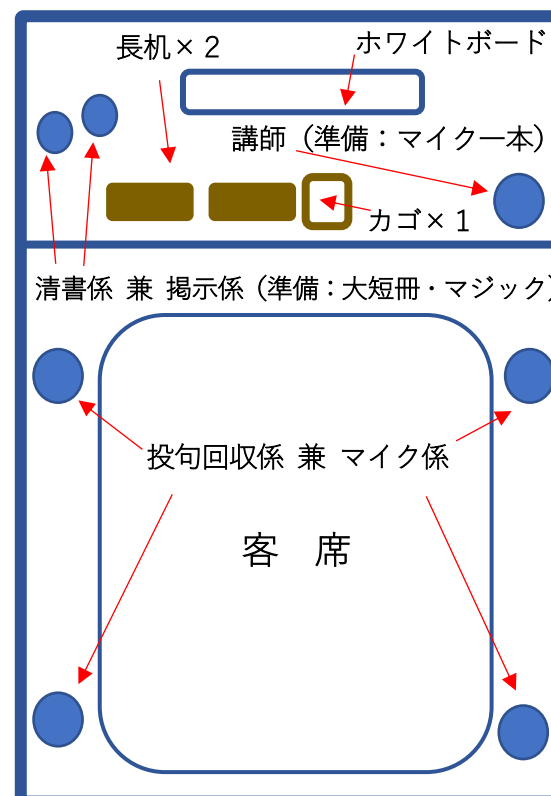 長机×2
ホワイトボード
講師（準備：マイク一本）
カゴ×1
清書係 兼 掲示係（準備：大短冊・マジック）
投句回収係 兼 マイク係
客　席